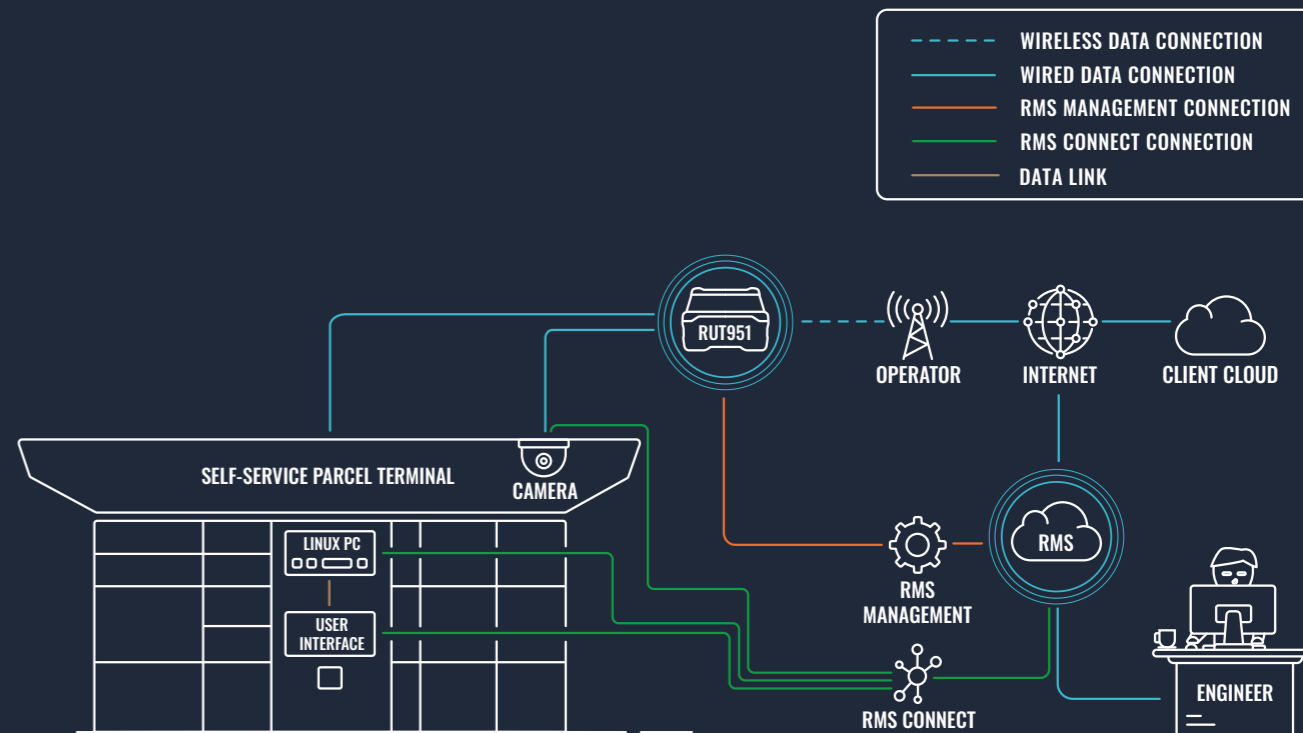 WIRELESS DATA CONNECTION
WIRED DATA CONNECTION
RMS MANAGEMENT CONNECTION
RMS CONNECT CONNECTION
DATA LINK
RUT951
OPERATOR
INTERNET
CLIENT CLOUD
SELF-SERVICE PARCEL TERMINAL
CAMERA
LINUX PC
USER
INTERFACE
RMS
RMS
MANAGEMENT
RMS CONNECT
ENGINEER